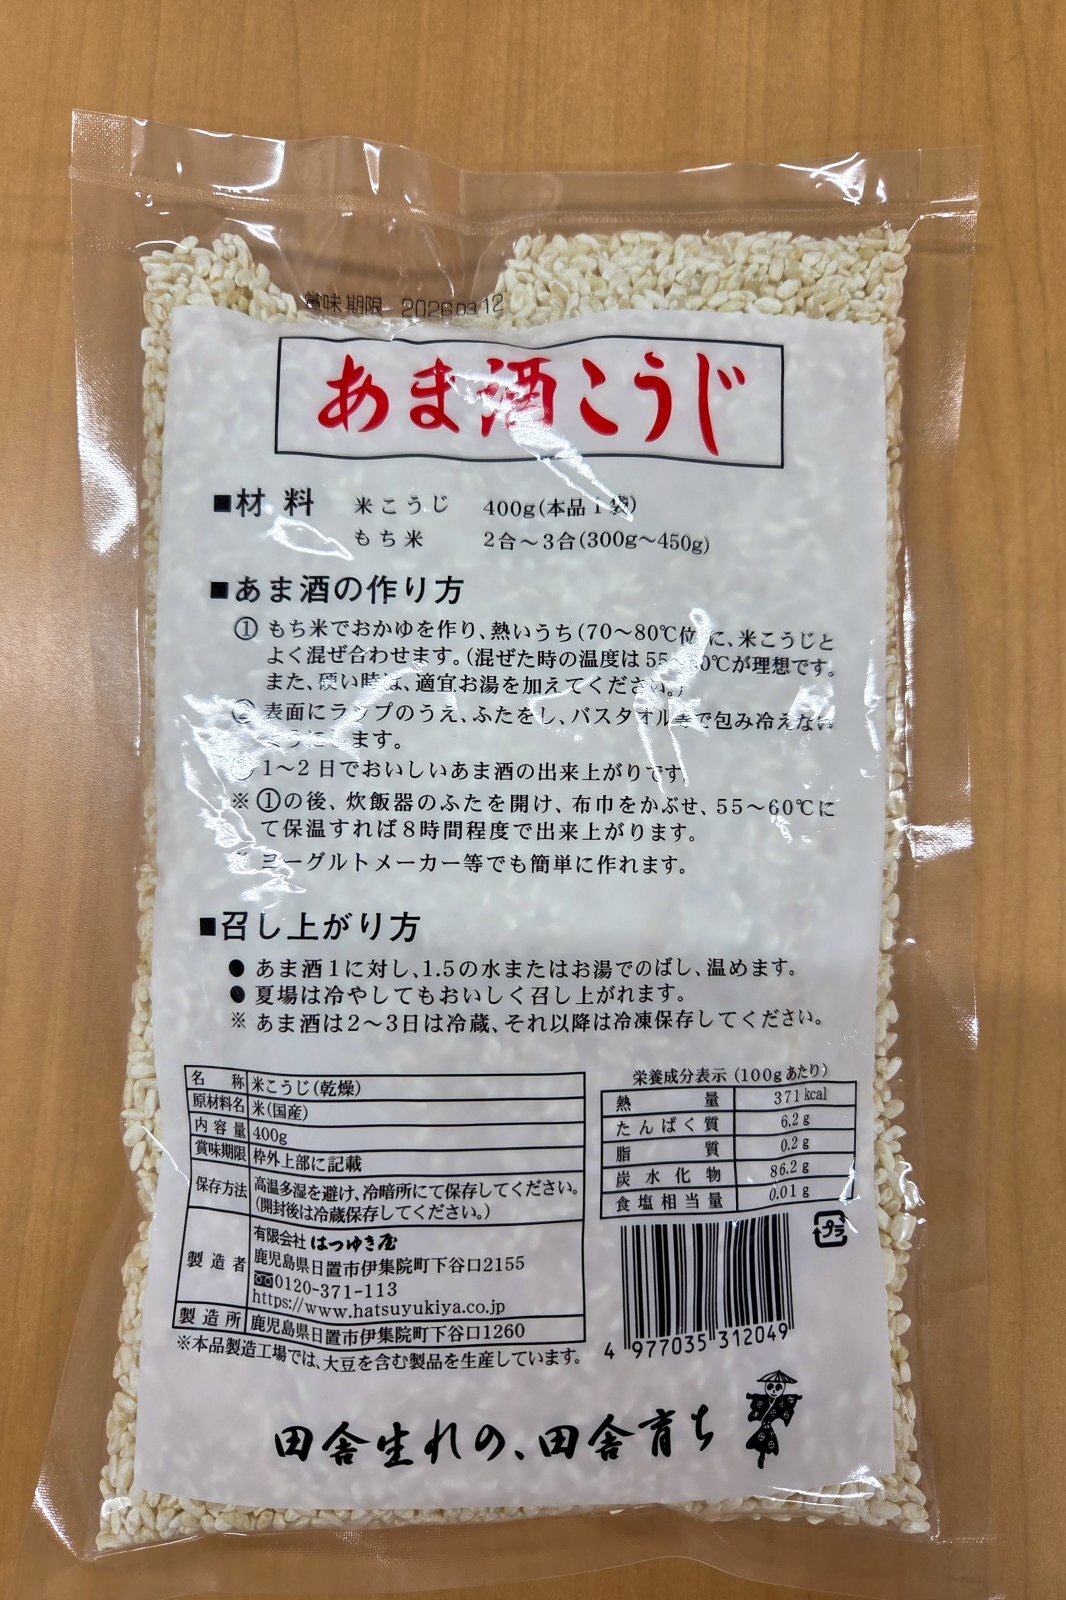 賞味期限 2026.03.12
あま酒こうじ
■材料 米こうじ 400g(本品1袋)
もち米 2合～3合(300g～450g)
■あま酒の作り方
① もち米でおかゆを作り、熱いうち(70～80℃位)に、米こうじと
よく混ぜ合わせます。(混ぜた時の温度は55～60℃が理想です。
また、硬い時は、適宜お湯を加えてください。)
② 表面にラップのうえ、ふたをし、バスタオル等で包み冷えない
ようにします。
1～2日でおいしいあま酒の出来上がりです。
※①の後、炊飯器のふたを開け、布巾をかぶせ、55～60℃に
て保温すれば8時間程度で出来上がります。
ヨーグルトメーカー等でも簡単に作れます。
■召し上がり方
● あま酒1に対し、1.5の水またはお湯でのばし、温めます。
● 夏場は冷やしてもおいしく召し上がれます。
※ あま酒は2～3日は冷蔵、それ以降は冷凍保存してください。
名称 米こうじ(乾燥)
原材料名 米(国産)
内容量 400g
賞味期限 枠外上部に記載
保存方法 高温多湿を避け、冷暗所にて保存してください。
(開封後は冷蔵保存してください。)
製造者 有限会社 はつゆき屋
鹿児島県日置市伊集院町下谷口2155
0120-371-113
https://www.hatsuyukiya.co.jp
製造所 鹿児島県日置市伊集院町下谷口1260
※本品製造工場では、大豆を含む製品を生産しています。
栄養成分表示(100gあたり)
熱量 371kcal
たんぱく質 6.2g
脂質 0.2g
炭水化物 86.2g
食塩相当量 0.01g
プラ
4 977035 312049
田舎生れの、田舎育ち